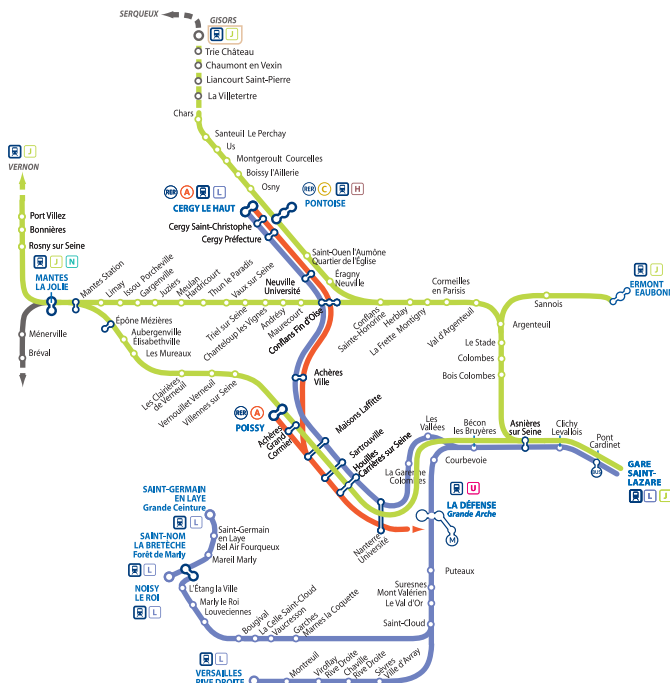 SERQUEUX
GISORS
J
Trie Château
Chaumont en Vexin
Liancourt Saint-Pierre
La Villetertre
Chars
Santeuil Le Perchay
Us
Montgeroult Courcelles
Boissy l'Aillerie
Osny
J
VERNON
RER A L
CERGY LE HAUT
RER C H
PONTOISE
Port Villez
Bonnières
Rosny sur Seine
Cergy Saint-Christophe
Cergy Préfecture
Saint-Ouen l'Aumône
Quartier de l'Église
Éragny
Neuville
J N
MANTES
LA JOLIE
Mantes Station
Limay
Issou Porcheville
Gargenville
Juziers
Meulan
Hardricourt
Thun le Paradis
Vaux sur Seine
Triel sur Seine
Chanteloup les Vignes
Andrésy
Maurecourt
Neuville
Université
Conflans Fin d'Oise
Conflans
Sainte-Honorine
Herblay
La Frette Montigny
Cormeilles
en Parisis
Val d'Argenteuil
J
ERMONT
EAUBONNE
Sannois
Argenteuil
Le Stade
Colombes
Bois Colombes
Ménerville
Bréval
Épône Mézières
Aubergenville
Élisabethville
Les Mureaux
Les Clairières
de Verneuil
Vernouillet Verneuil
Villennes sur Seine
Achères
Ville
RER A
POISSY
Achères
Grand
Cormier
Maisons Laffitte
Sartrouville
Houilles
Carrières sur Seine
Les
Vallées
La Garenne
Colombes
Bécon
les Bruyères
Courbevoie
Asnières
sur Seine
Clichy
Levallois
Pont
Cardinet
BUS
GARE
SAINT-
LAZARE
L J
U
LA DÉFENSE
Grande Arche
M
Nanterre
Université
SAINT-GERMAIN
EN LAYE
Grande Ceinture
L
Saint-Germain
en Laye
Bel Air Fourqueux
Mareil Marly
SAINT-NOM
LA BRETÈCHE
Forêt de Marly
L
NOISY
LE ROI
L
L'Étang la Ville
Marly le Roi
Louveciennes
Bougival
La Celle Saint-Cloud
Vaucresson
Garches
Marnes la Coquette
Puteaux
Suresnes
Mont Valérien
Le Val d'Or
Saint-Cloud
L
VERSAILLES
RIVE DROITE
Montreuil
Viroflay
Rive Droite
Chaville
Rive Droite
Sèvres
Ville d'Avray